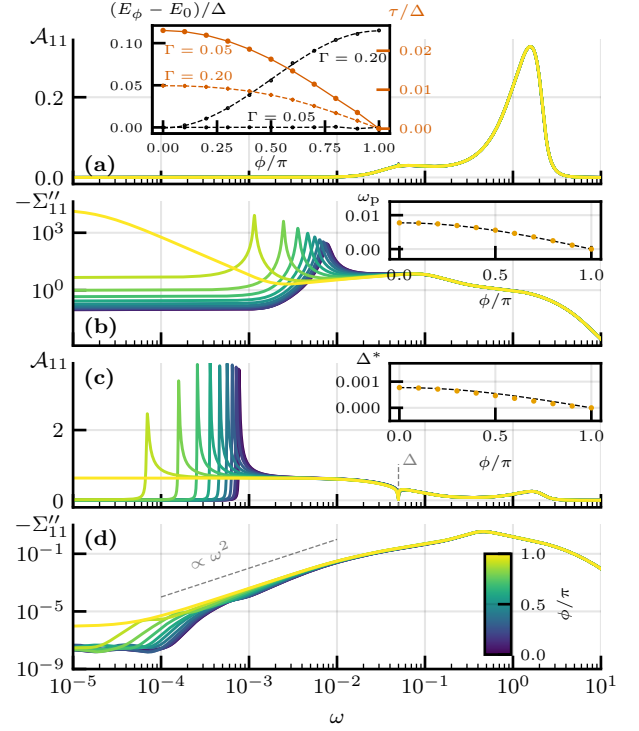 (E_ϕ − E_0)/Δ
τ/Δ
𝒜_11
0.10
0.05
0.00
Γ = 0.05
Γ = 0.20
Γ = 0.20
Γ = 0.05
0.02
0.01
0.00
0.0 0.25 0.50 0.75 1.00
ϕ/π
0.2
0.0
(a)
−Σ″_11
10^3
10^0
(b)
ω_p
0.01
0.00
0.0 0.5 1.0
ϕ/π
𝒜_11
(c)
2
0
Δ*
0.001
0.000
0.0 0.5 1.0
ϕ/π
Δ
−Σ″_11
(d)
10^−1
10^−5
10^−9
∝ ω^2
1.0
0.5
0.0
ϕ/π
10^−5 10^−4 10^−3 10^−2 10^−1 10^0 10^1
ω